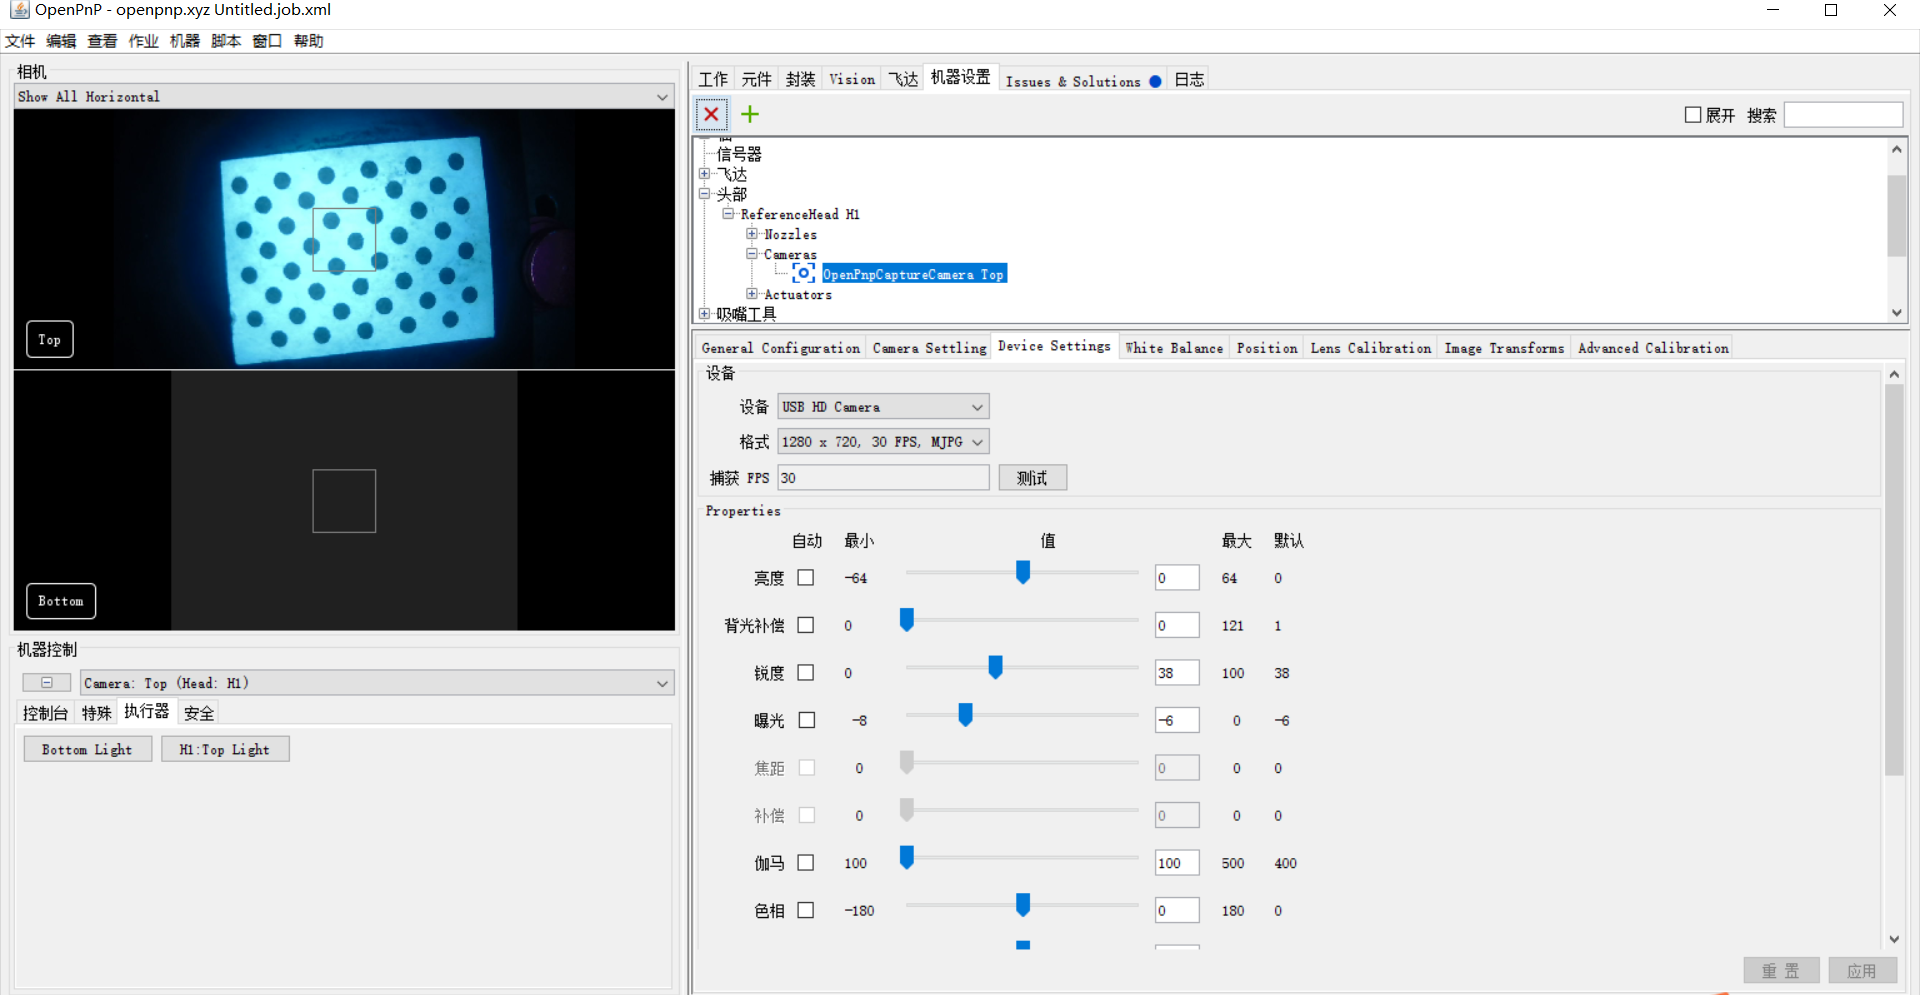 OpenPnP - openpnp.xyz Untitled.job.xml
文件 编辑 查看 作业 机器 脚本 窗口 帮助
相机
Show All Horizontal
Top
Bottom
机器控制
Camera: Top (Head: H1)
控制台 特殊 执行器 安全
Bottom Light H1:Top Light
工作 元件 封装 Vision 飞达 机器设置 Issues & Solutions 日志
展开 搜索
信号器
飞达
头部
ReferenceHead H1
Nozzles
Cameras
OpenPnpCaptureCamera Top
Actuators
吸嘴工具
General Configuration Camera Settling Device Settings White Balance Position Lens Calibration Image Transforms Advanced Calibration
设备
设备 USB HD Camera
格式 1280 x 720, 30 FPS, MJPG
捕获 FPS 30 测试
Properties
自动 最小 值 最大 默认
亮度 -64 0 64 0
背光补偿 0 0 121 1
锐度 0 38 100 38
曝光 -8 -6 0 -6
焦距 0 0 0 0
补偿 0 0 0 0
伽马 100 100 500 400
色相 -180 0 180 0
重 置 应用